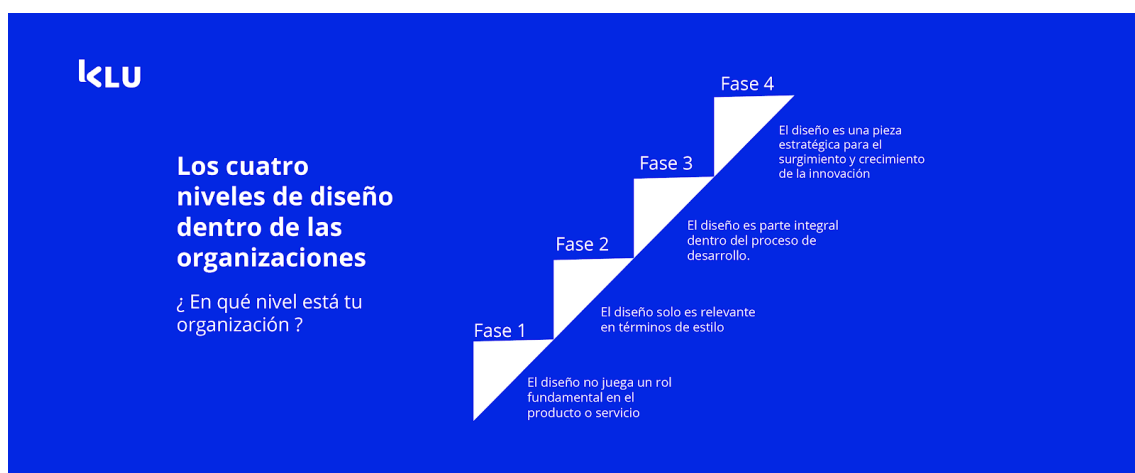 KLU
Los cuatro
niveles de diseño
dentro de las
organizaciones
¿ En qué nivel está tu
organización ?
Fase 4
El diseño es una pieza
estratégica para el
surgimiento y crecimiento
de la innovación
Fase 3
El diseño es parte integral
dentro del proceso de
desarrollo.
Fase 2
El diseño solo es relevante
en términos de estilo
Fase 1
El diseño no juega un rol
fundamental en el
producto o servicio